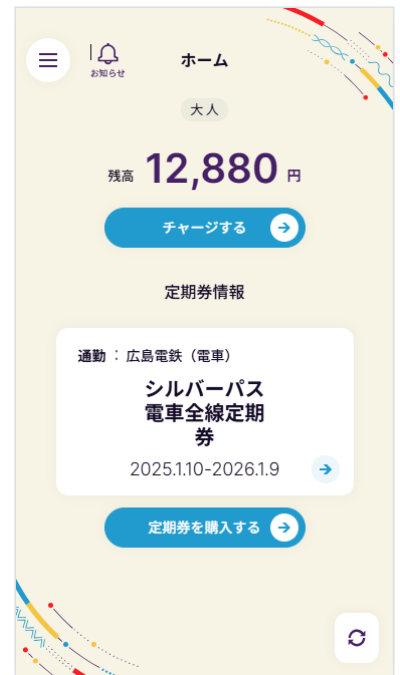 お知らせ
ホーム
大人
残高 12,880 円
チャージする
定期券情報
通勤：広島電鉄（電車）
シルバーパス
電車全線定期
券
2025.1.10-2026.1.9
定期券を購入する